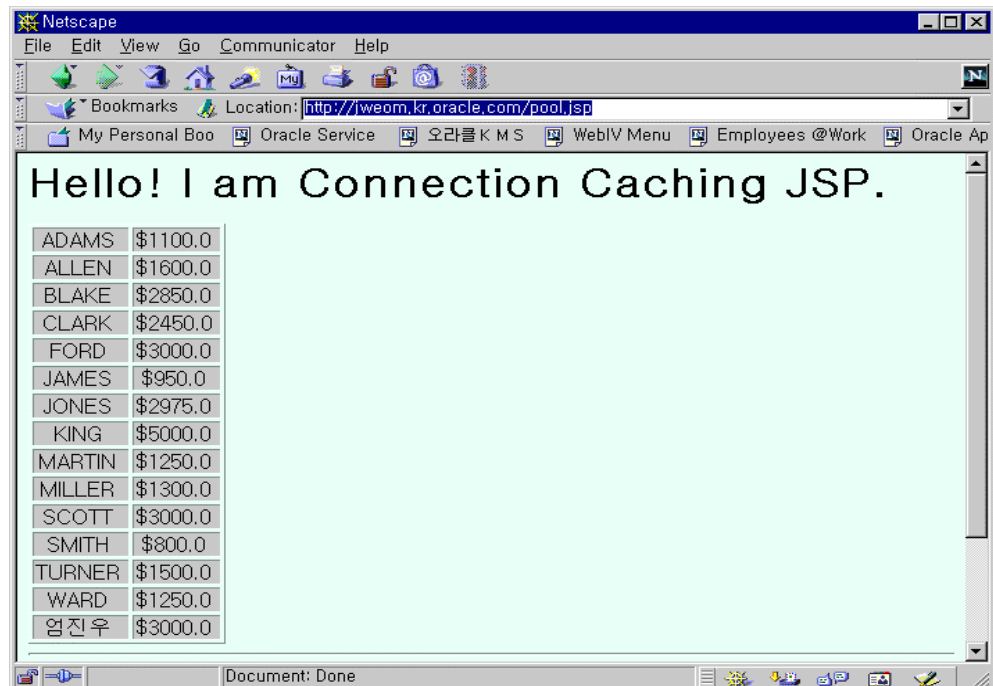 Netscape
File Edit View Go Communicator Help
My
N
Bookmarks Location: http://jweom.kr.oracle.com/pool.jsp
My Personal Boo Oracle Service 오라클K M S WebIV Menu Employees @Work Oracle Ap
Hello! I am Connection Caching JSP.
ADAMS $1100.0
ALLEN $1600.0
BLAKE $2850.0
CLARK $2450.0
FORD $3000.0
JAMES $950.0
JONES $2975.0
KING $5000.0
MARTIN $1250.0
MILLER $1300.0
SCOTT $3000.0
SMITH $800.0
TURNER $1500.0
WARD $1250.0
엄진우 $3000.0
Document: Done